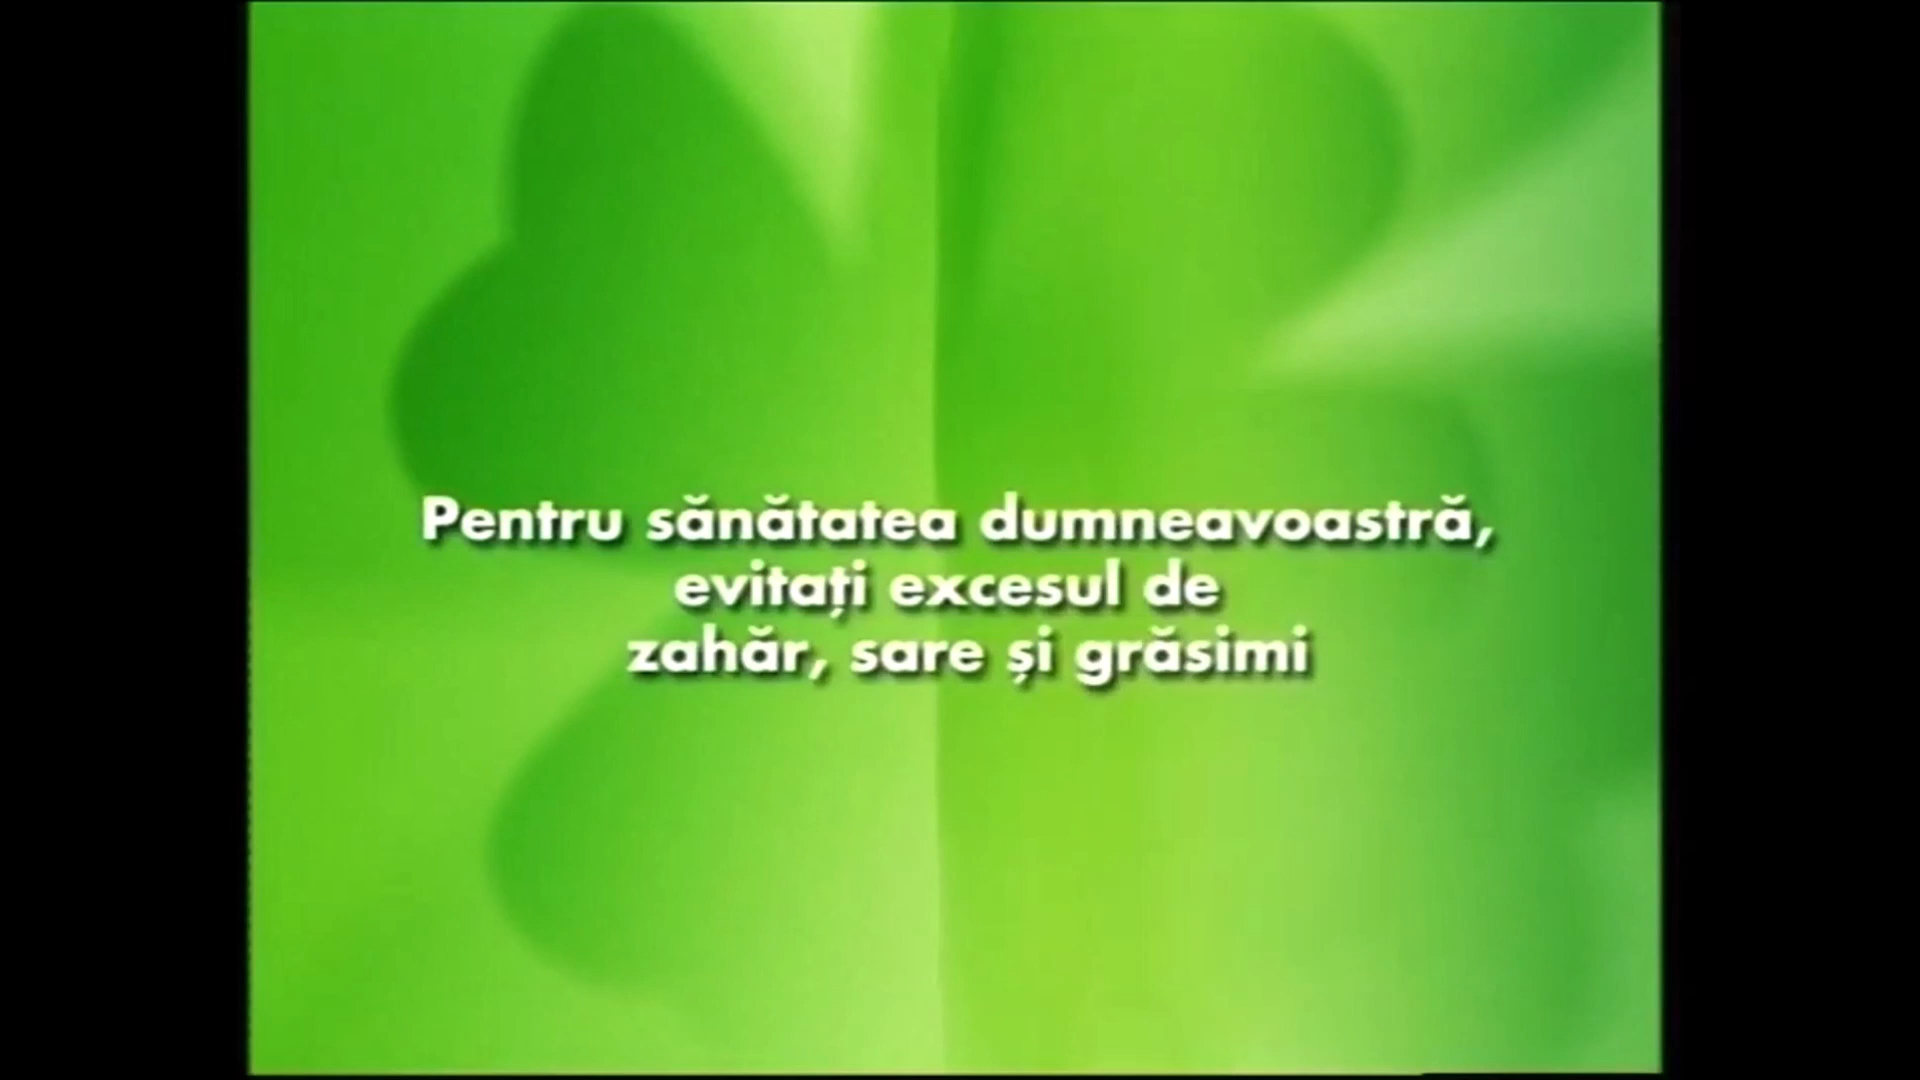 Pentru sănătatea dumneavoastră,
evitați excesul de
zahăr, sare și grăsimi